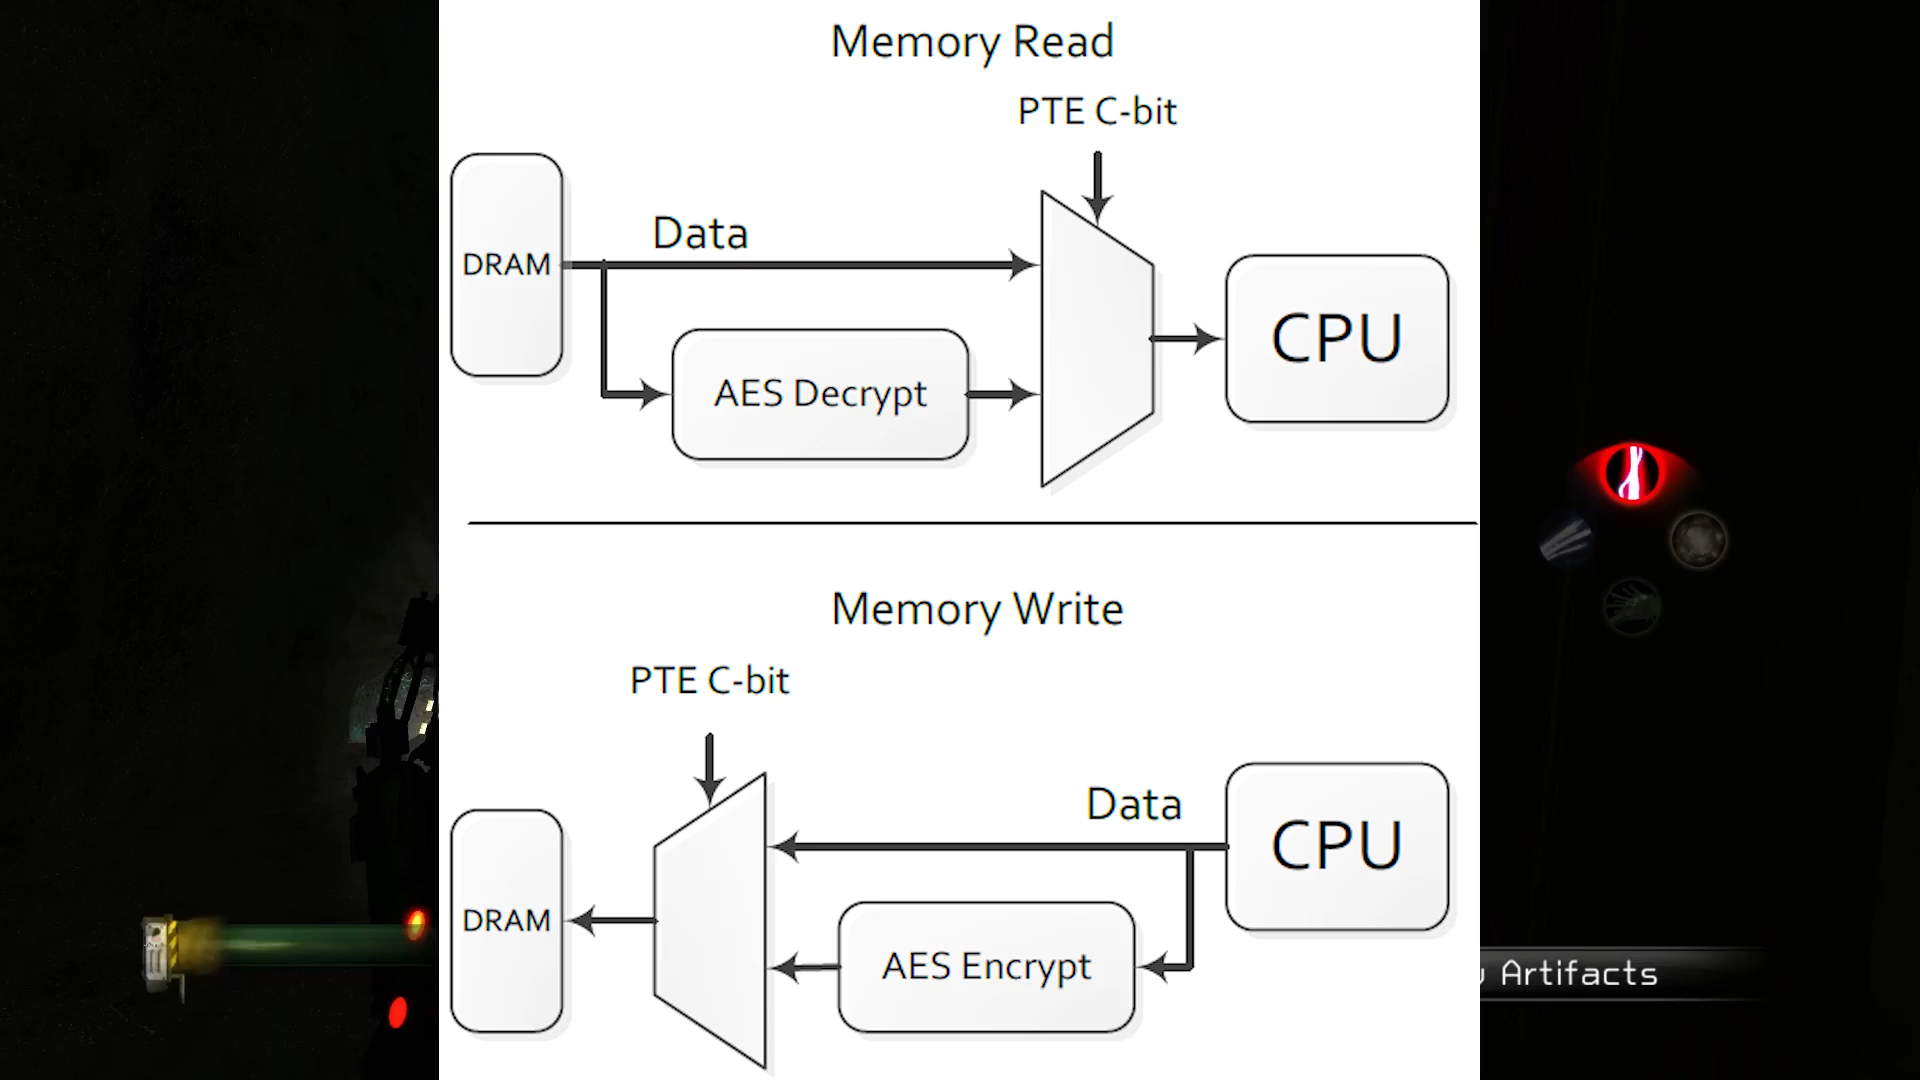 Memory Read
PTE C-bit
Data
DRAM
CPU
AES Decrypt
Memory Write
PTE C-bit
Data
CPU
DRAM
AES Encrypt
Artifacts